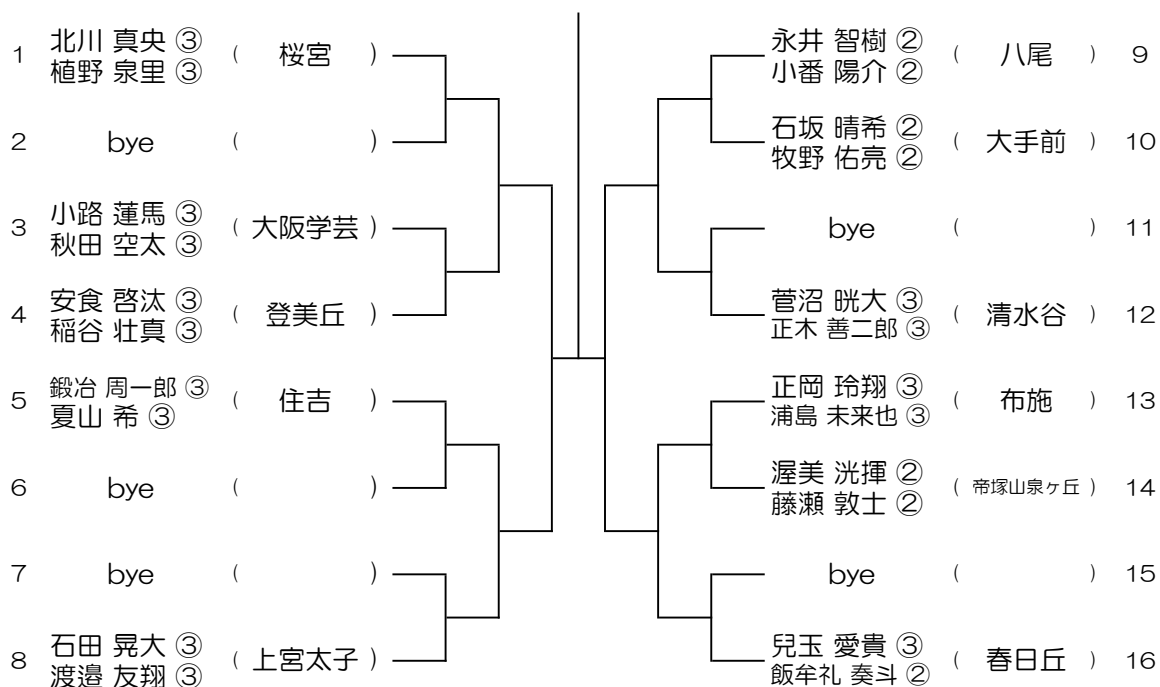 1 北川 真央 ③ ( 桜宮 )
植野 泉里 ③
2 bye ( )
3 小路 蓮馬 ③ ( 大阪学芸 )
秋田 空太 ③
4 安食 啓汰 ③ ( 登美丘 )
稲谷 壮真 ③
5 鍛冶 周一郎 ③ ( 住吉 )
夏山 希 ③
6 bye ( )
7 bye ( )
8 石田 晃大 ③ ( 上宮太子 )
渡邉 友翔 ③
永井 智樹 ② ( 八尾 ) 9
小番 陽介 ②
石坂 晴希 ② ( 大手前 ) 10
牧野 佑亮 ②
bye ( ) 11
菅沼 晄大 ③ ( 清水谷 ) 12
正木 善二郎 ③
正岡 玲翔 ③ ( 布施 ) 13
浦島 未来也 ③
渥美 洸揮 ② ( 帝塚山泉ヶ丘 ) 14
藤瀬 敦士 ②
bye ( ) 15
兒玉 愛貴 ③ ( 春日丘 ) 16
飯牟礼 奏斗 ②